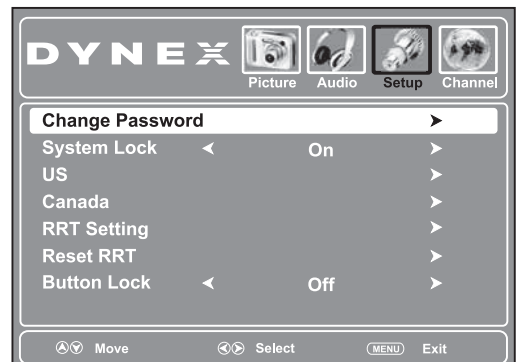 DYNEX
Picture Audio Setup Channel
Change Password
System Lock On
US
Canada
RRT Setting
Reset RRT
Button Lock Off
Move Select MENU Exit